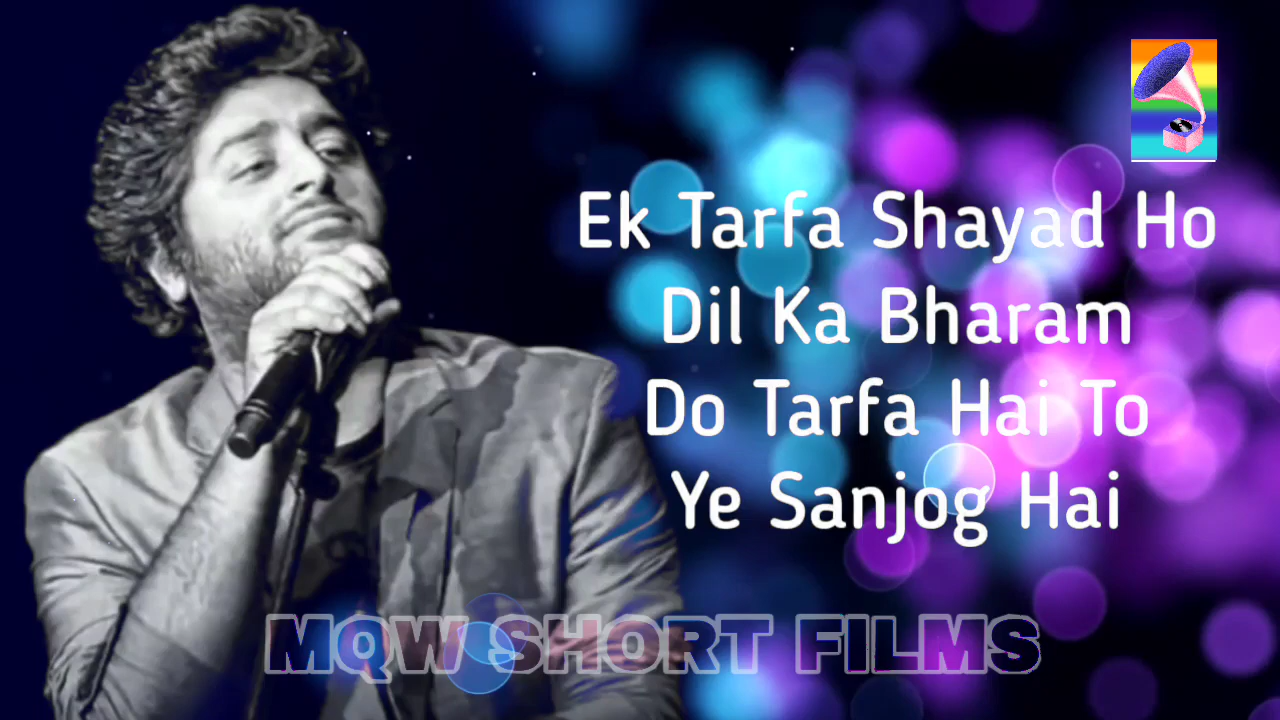 Ek Tarfa Shayad Ho
Dil Ka Bharam
Do Tarfa Hai To
Ye Sanjog Hai
MQW SHORT FILMS